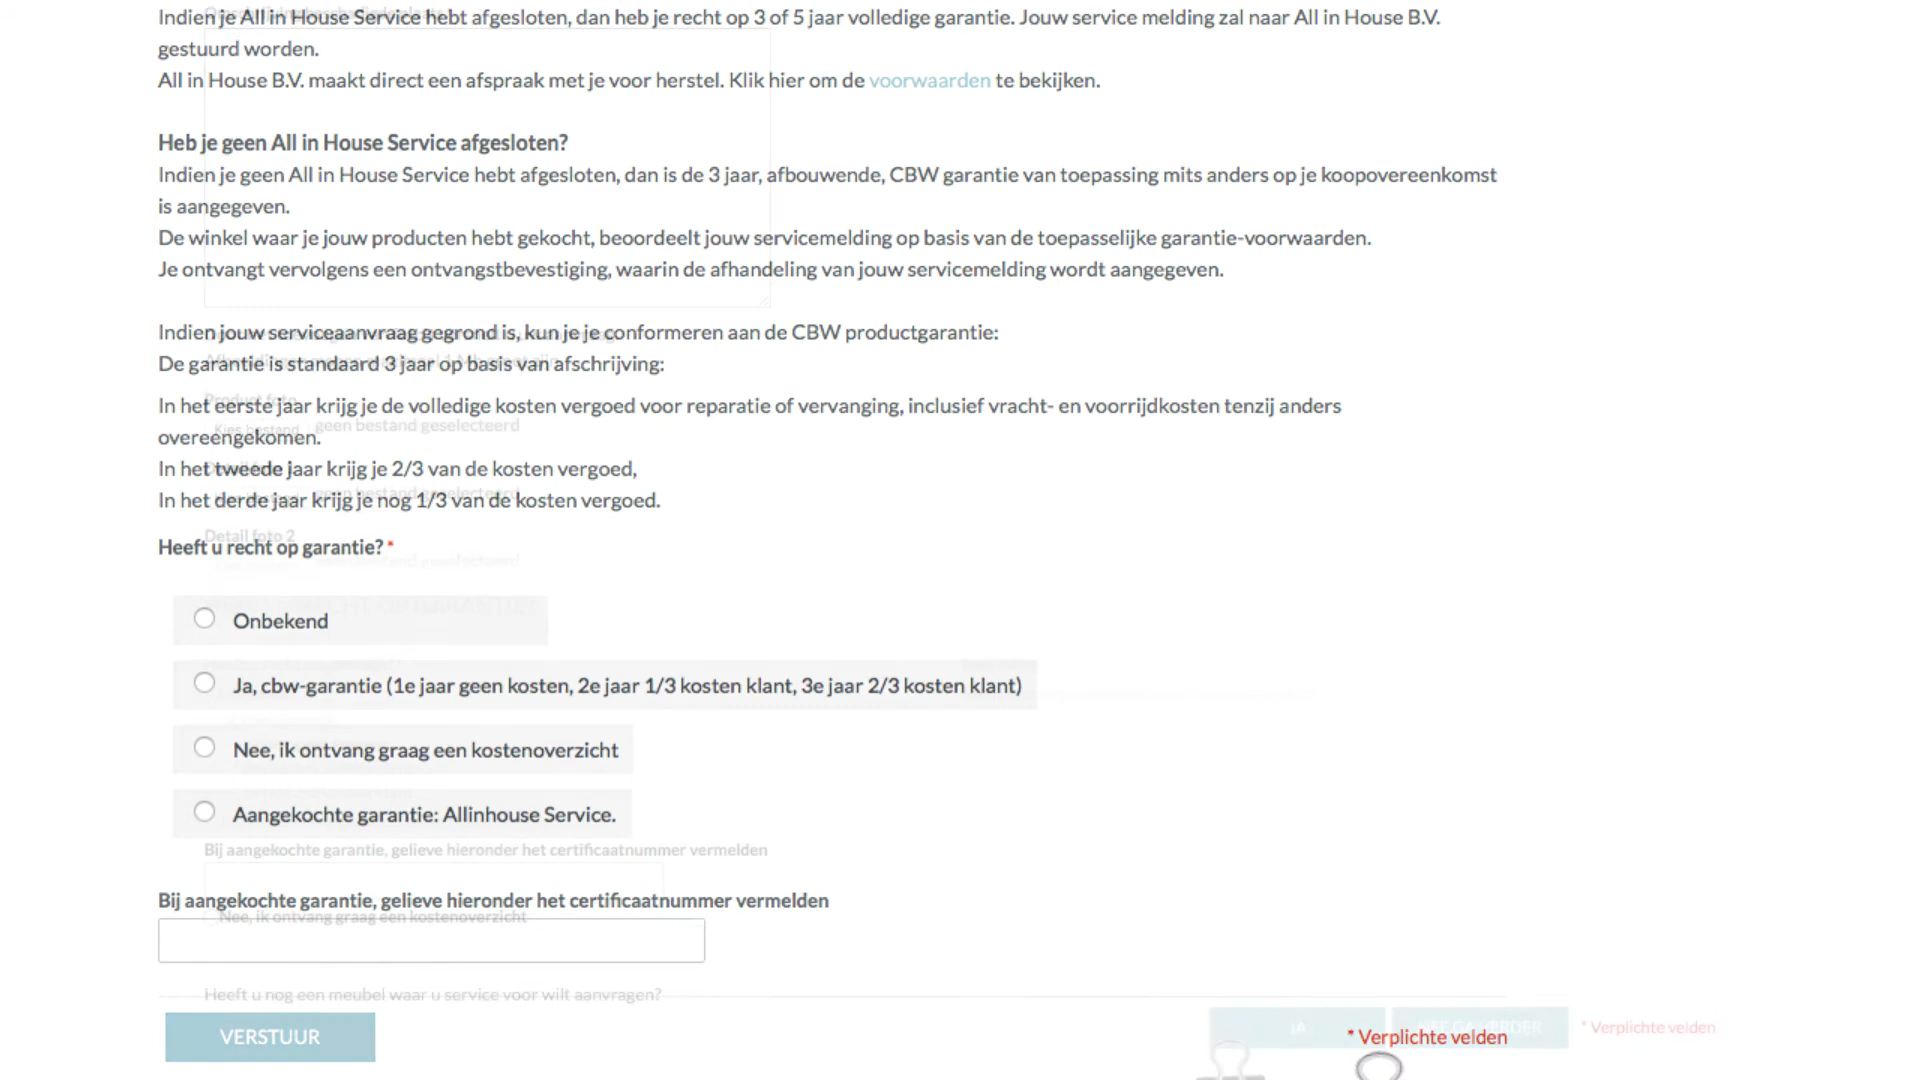 Indien je All in House Service hebt afgesloten, dan heb je recht op 3 of 5 jaar volledige garantie. Jouw service melding zal naar All in House B.V.
gestuurd worden.
All in House B.V. maakt direct een afspraak met je voor herstel. Klik hier om de voorwaarden te bekijken.
Heb je geen All in House Service afgesloten?
Indien je geen All in House Service hebt afgesloten, dan is de 3 jaar, afbouwende, CBW garantie van toepassing mits anders op je koopovereenkomst
is aangegeven.
De winkel waar je jouw producten hebt gekocht, beoordeelt jouw servicemelding op basis van de toepasselijke garantie-voorwaarden.
Je ontvangt vervolgens een ontvangstbevestiging, waarin de afhandeling van jouw servicemelding wordt aangegeven.
Indien jouw serviceaanvraag gegrond is, kun je je conformeren aan de CBW productgarantie:
De garantie is standaard 3 jaar op basis van afschrijving:
In het eerste jaar krijg je de volledige kosten vergoed voor reparatie of vervanging, inclusief vracht- en voorrijdkosten tenzij anders
Product foto
Kies bestand geen bestand geselecteerd
overeengekomen.
In het tweede jaar krijg je 2/3 van de kosten vergoed,
In het derde jaar krijg je nog 1/3 van de kosten vergoed.
Detail foto 2
Heeft u recht op garantie? *
Onbekend
Ja, cbw-garantie (1e jaar geen kosten, 2e jaar 1/3 kosten klant, 3e jaar 2/3 kosten klant)
Nee, ik ontvang graag een kostenoverzicht
Aangekochte garantie: Allinhouse Service.
Bij aangekochte garantie, gelieve hieronder het certificaatnummer vermelden
Bij aangekochte garantie, gelieve hieronder het certificaatnummer vermelden
Nee, ik ontvang graag een kostenoverzicht
Heeft u nog een meubel waar u service voor wilt aanvragen?
VERSTUUR
JA
* Verplichte velden
* Verplichte velden